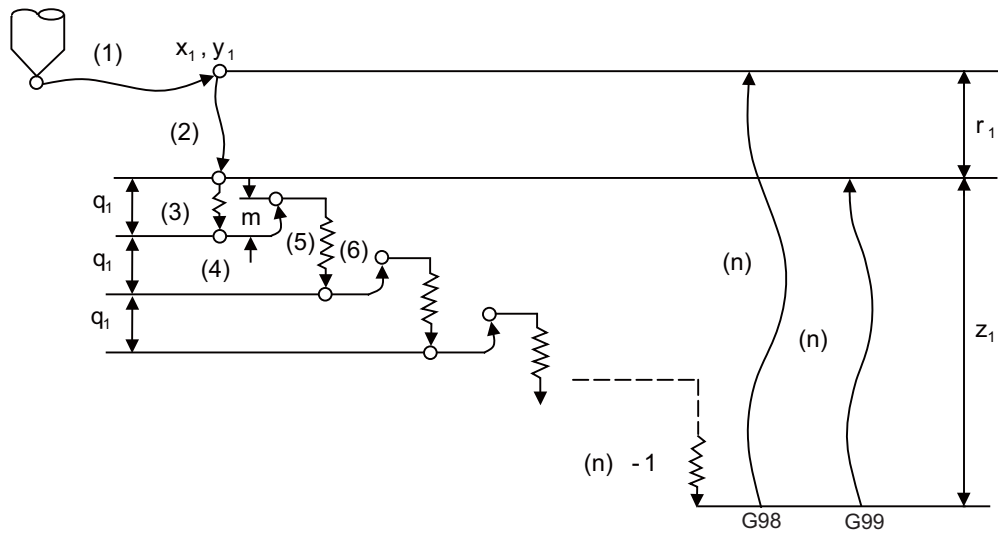 (1)
x₁ , y₁
r₁
(2)
q₁
(3)
m
(5)
(6)
q₁
(4)
(n)
q₁
(n)
z₁
(n) - 1
G98
G99